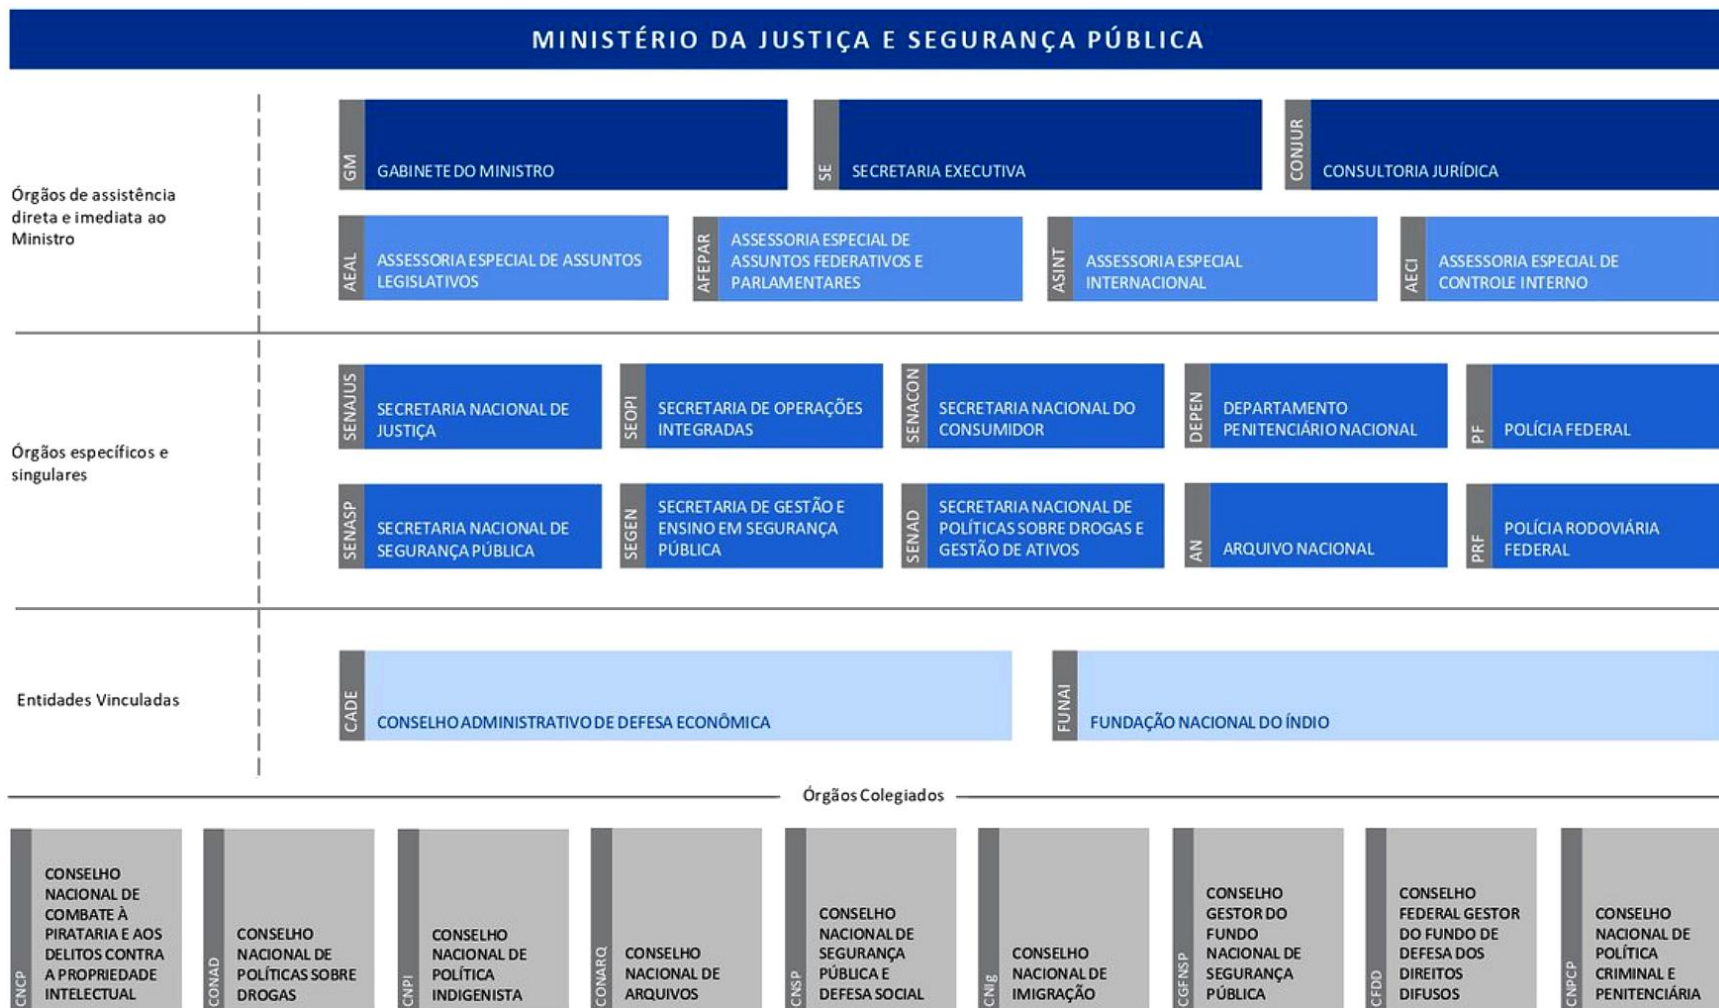 MINISTÉRIO DA JUSTIÇA E SEGURANÇA PÚBLICA
Órgãos de assistência
direta e imediata ao
Ministro
GM
GABINETE DO MINISTRO
SE
SECRETARIA EXECUTIVA
CONJUR
CONSULTORIA JURÍDICA
AEAL
ASSESSORIA ESPECIAL DE ASSUNTOS
LEGISLATIVOS
AFEPAR
ASSESSORIA ESPECIAL DE
ASSUNTOS FEDERATIVOS E
PARLAMENTARES
ASINT
ASSESSORIA ESPECIAL
INTERNACIONAL
AECI
ASSESSORIA ESPECIAL DE
CONTROLE INTERNO
Órgãos específicos e
singulares
SENAJUS
SECRETARIA NACIONAL DE
JUSTIÇA
SEOPI
SECRETARIA DE OPERAÇÕES
INTEGRADAS
SENACON
SECRETARIA NACIONAL DO
CONSUMIDOR
DEPEN
DEPARTAMENTO
PENITENCIÁRIO NACIONAL
PF
POLÍCIA FEDERAL
SENASP
SECRETARIA NACIONAL DE
SEGURANÇA PÚBLICA
SEGEN
SECRETARIA DE GESTÃO E
ENSINO EM SEGURANÇA
PÚBLICA
SENAD
SECRETARIA NACIONAL DE
POLÍTICAS SOBRE DROGAS E
GESTÃO DE ATIVOS
AN
ARQUIVO NACIONAL
PRF
POLÍCIA RODOVIÁRIA
FEDERAL
Entidades Vinculadas
CADE
CONSELHO ADMINISTRATIVO DE DEFESA ECONÔMICA
FUNAI
FUNDAÇÃO NACIONAL DO ÍNDIO
Órgãos Colegiados
CNCP
CONSELHO
NACIONAL DE
COMBATE À
PIRATARIA E AOS
DELITOS CONTRA
A PROPRIEDADE
INTELECTUAL
CONAD
CONSELHO
NACIONAL DE
POLÍTICAS SOBRE
DROGAS
CNPI
CONSELHO
NACIONAL DE
POLÍTICA
INDIGENISTA
CONARQ
CONSELHO
NACIONAL DE
ARQUIVOS
CNSP
CONSELHO
NACIONAL DE
SEGURANÇA
PÚBLICA E
DEFESA SOCIAL
CNIg
CONSELHO
NACIONAL DE
IMIGRAÇÃO
CGFNSP
CONSELHO
GESTOR DO
FUNDO
NACIONAL DE
SEGURANÇA
PÚBLICA
CFDD
CONSELHO
FEDERAL GESTOR
DO FUNDO DE
DEFESA DOS
DIREITOS
DIFUSOS
CNPCP
CONSELHO
NACIONAL DE
POLÍTICA
CRIMINAL E
PENITENCIÁRIA